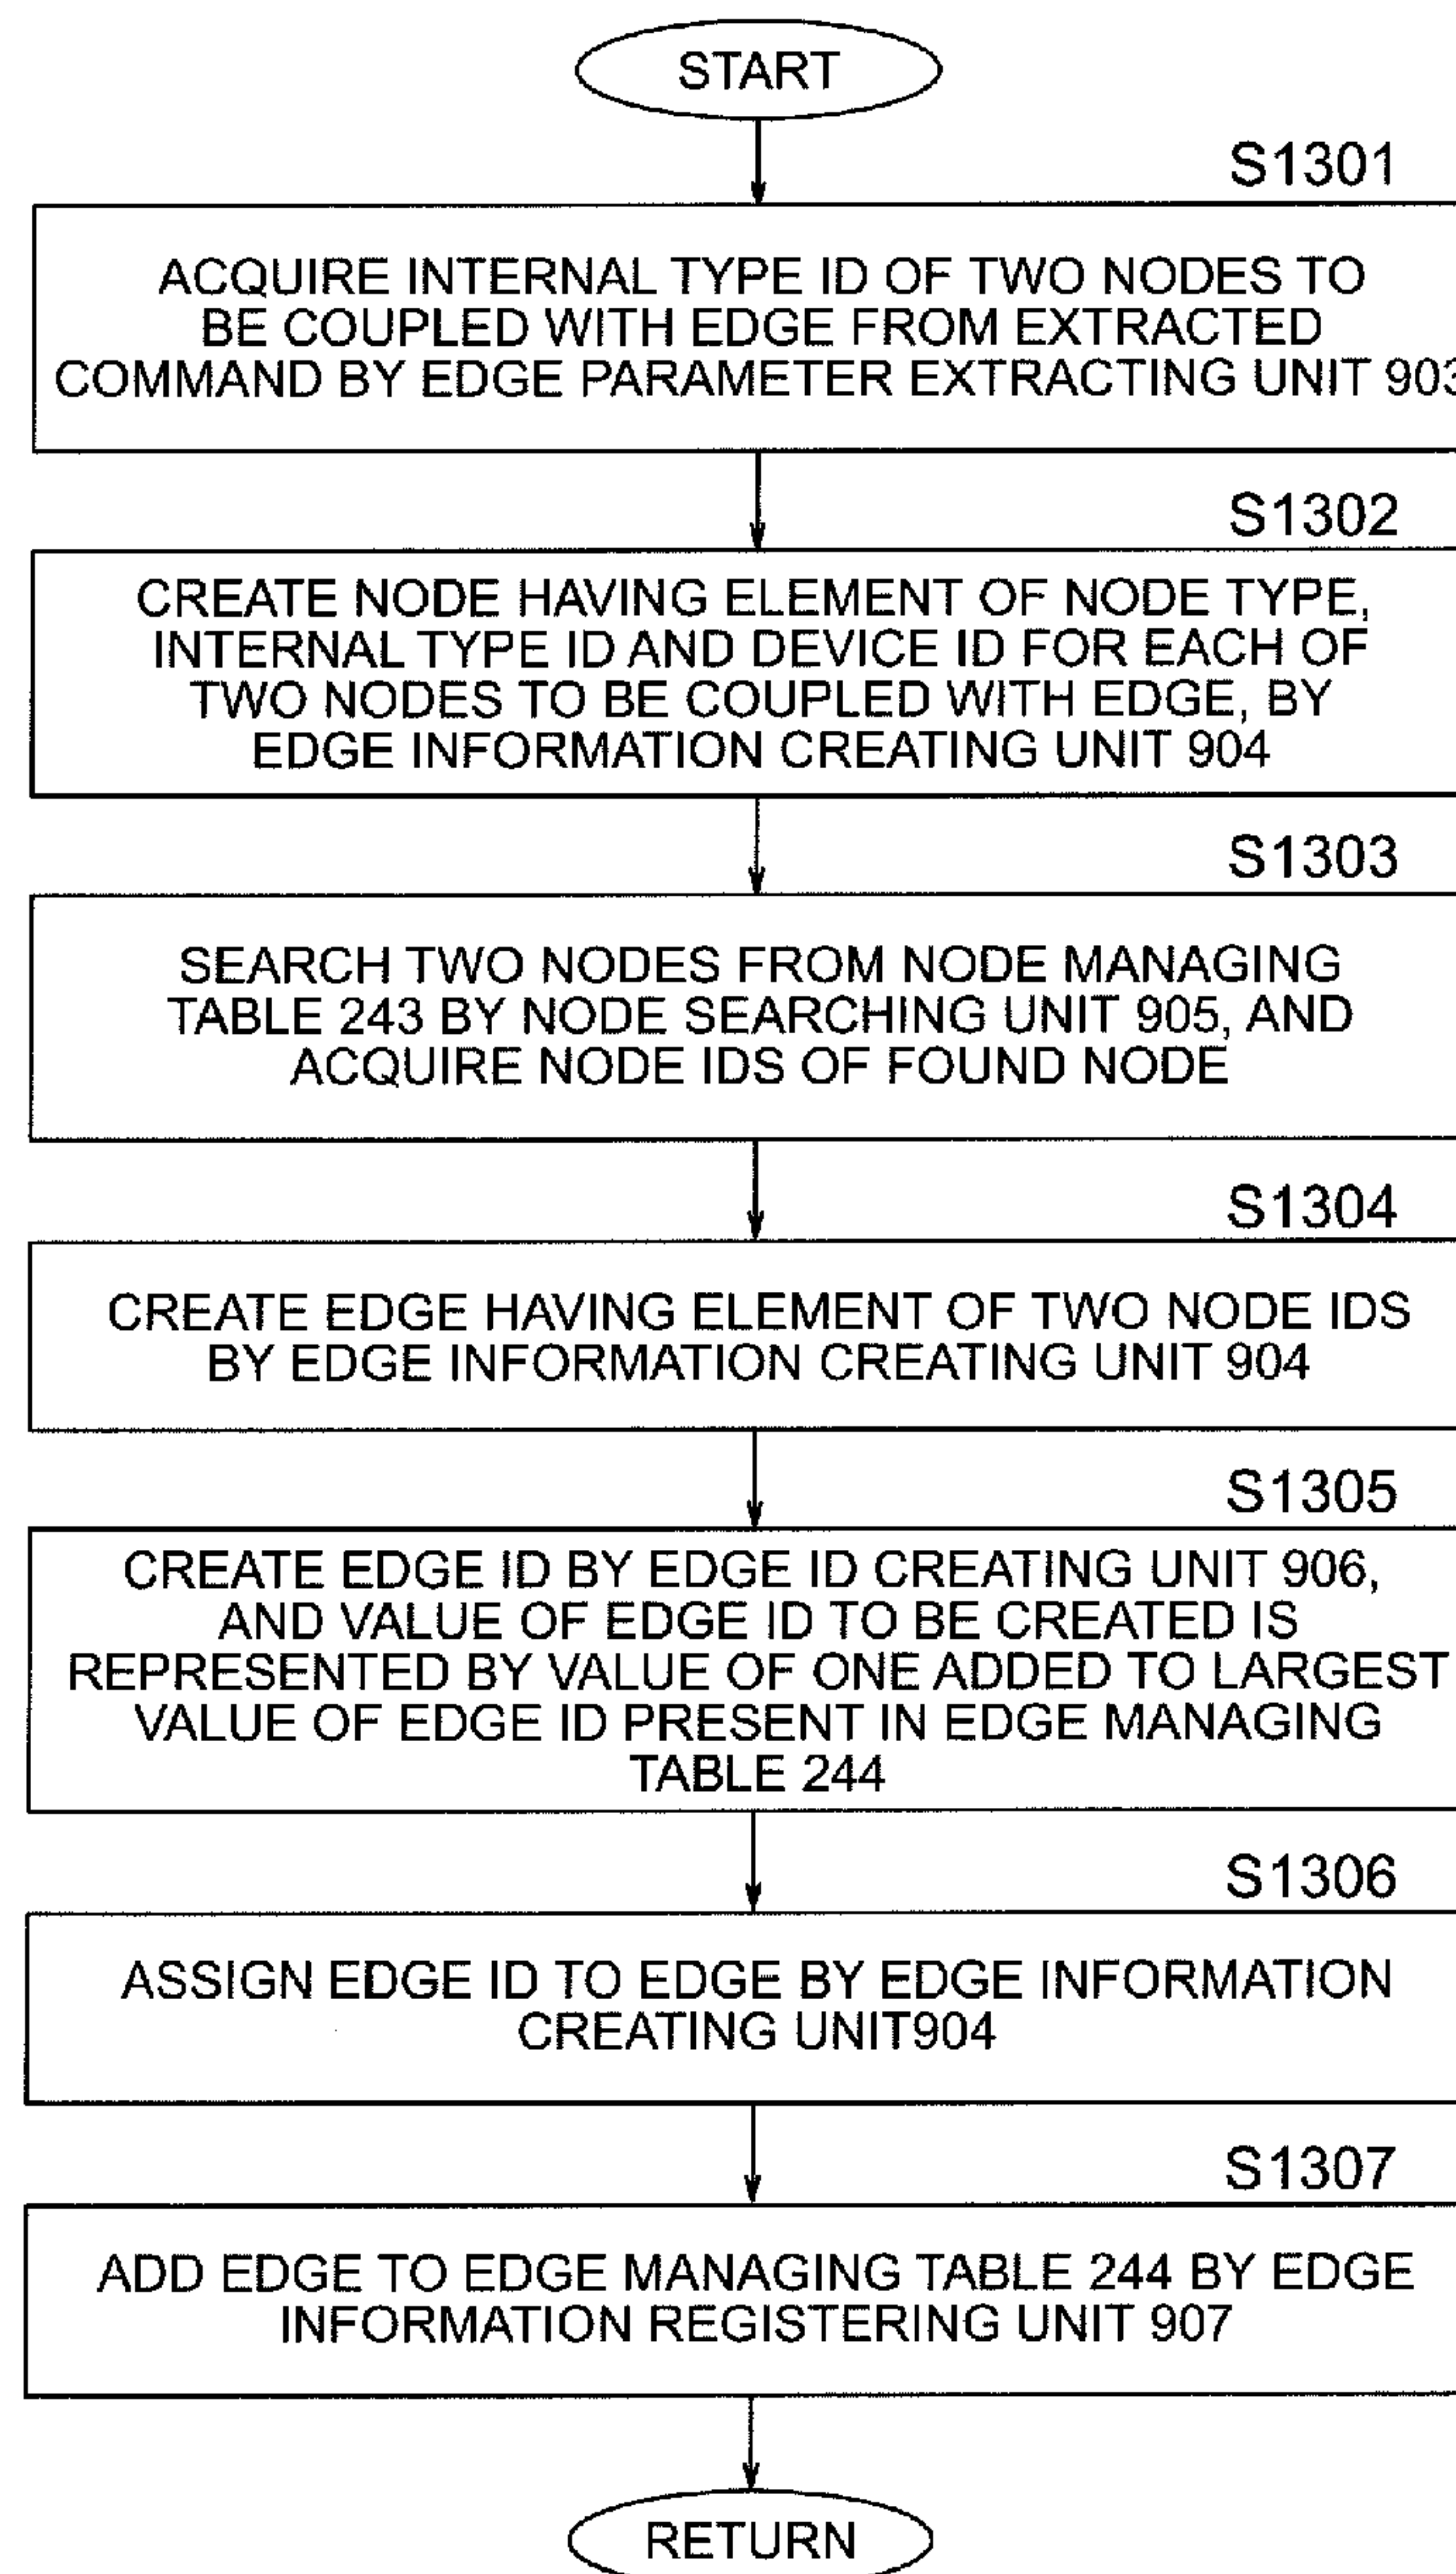 START
S1301
ACQUIRE INTERNAL TYPE ID OF TWO NODES TO
BE COUPLED WITH EDGE FROM EXTRACTED
COMMAND BY EDGE PARAMETER EXTRACTING UNIT 903
S1302
CREATE NODE HAVING ELEMENT OF NODE TYPE,
INTERNAL TYPE ID AND DEVICE ID FOR EACH OF
TWO NODES TO BE COUPLED WITH EDGE, BY
EDGE INFORMATION CREATING UNIT 904
S1303
SEARCH TWO NODES FROM NODE MANAGING
TABLE 243 BY NODE SEARCHING UNIT 905, AND
ACQUIRE NODE IDS OF FOUND NODE
S1304
CREATE EDGE HAVING ELEMENT OF TWO NODE IDS
BY EDGE INFORMATION CREATING UNIT 904
S1305
CREATE EDGE ID BY EDGE ID CREATING UNIT 906,
AND VALUE OF EDGE ID TO BE CREATED IS
REPRESENTED BY VALUE OF ONE ADDED TO LARGEST
VALUE OF EDGE ID PRESENT IN EDGE MANAGING
TABLE 244
S1306
ASSIGN EDGE ID TO EDGE BY EDGE INFORMATION
CREATING UNIT904
S1307
ADD EDGE TO EDGE MANAGING TABLE 244 BY EDGE
INFORMATION REGISTERING UNIT 907
RETURN